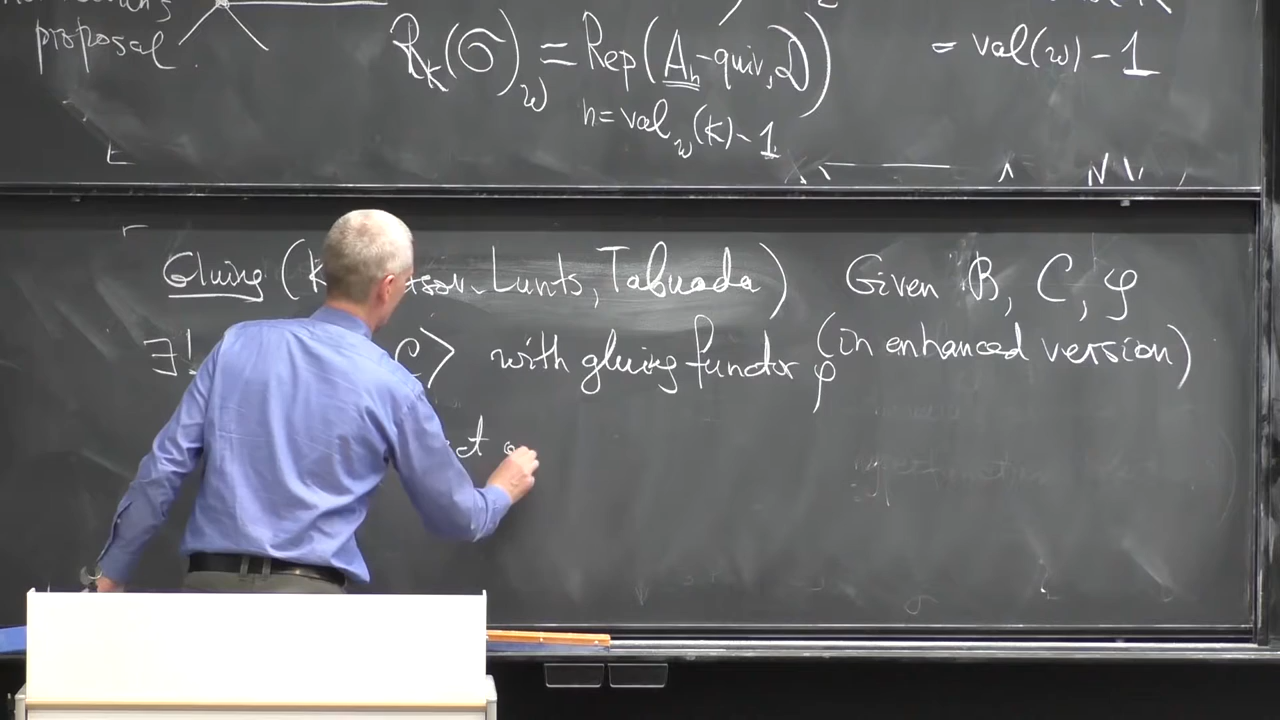 proposal.
R_K(σ)_w = Rep(A_n-quiv, D)
= val(w) - 1
n = val_w(K) - 1
Gluing (K Lunts, Tabuada) Given B, C, φ
∃! C> with gluing functor φ (in enhanced version)